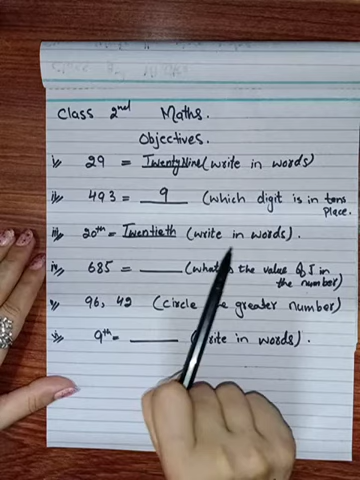 Class 2nd Maths.
Objectives.
i) 29 = Twenty Nine (write in words)
ii) 493 = 9 (which digit is in tens
place.
iii) 20th = Twentieth (write in words).
iv) 685 = ____ (what the value of 5 in
the number)
v) 96, 42 (circle greater number)
vi) 9th = ____ (write in words).